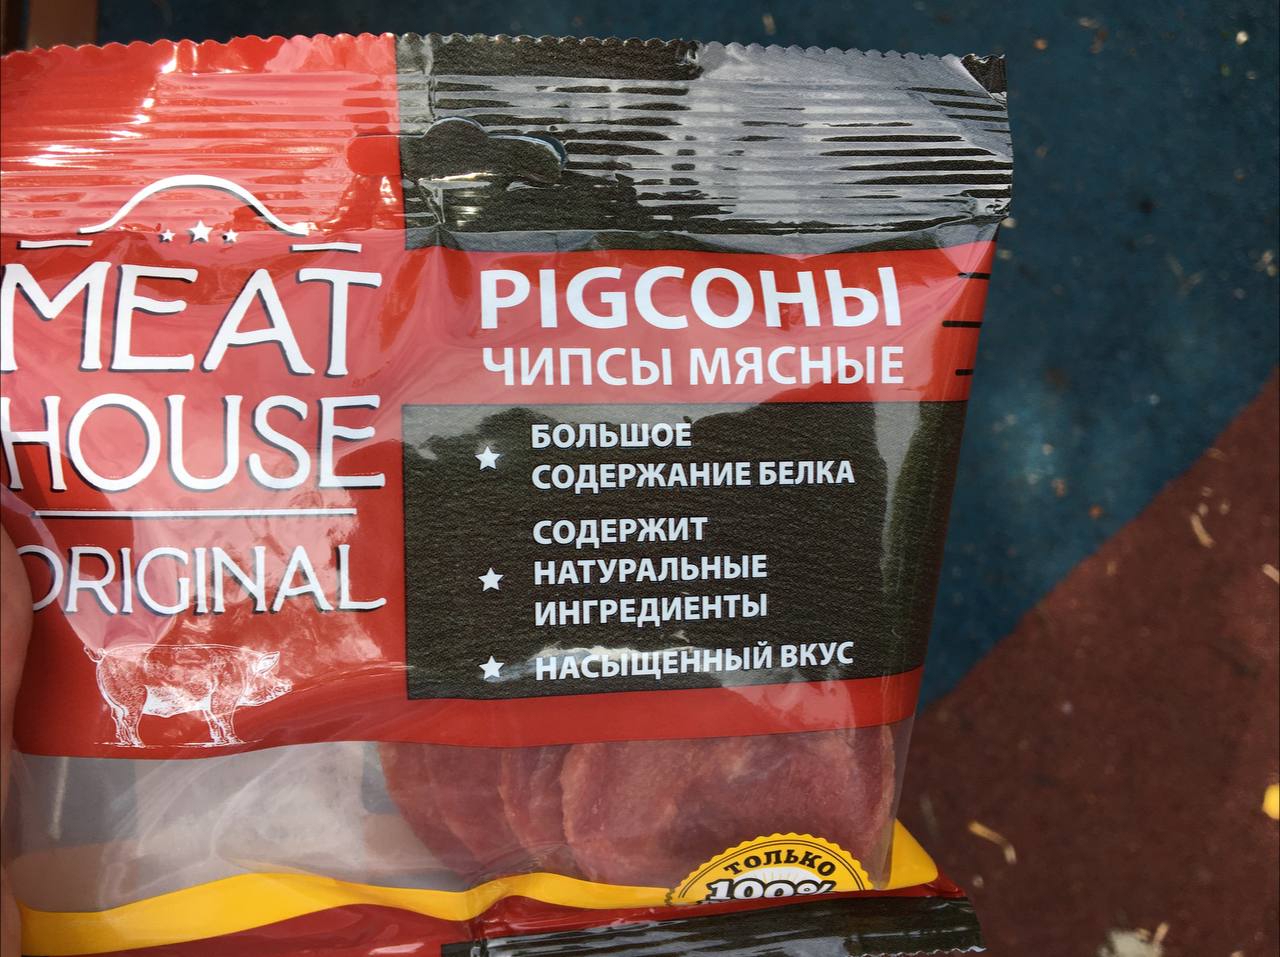 MEAT
HOUSE
ORIGINAL
PIGСОНЫ
ЧИПСЫ МЯСНЫЕ
БОЛЬШОЕ
СОДЕРЖАНИЕ БЕЛКА
СОДЕРЖИТ
НАТУРАЛЬНЫЕ
ИНГРЕДИЕНТЫ
НАСЫЩЕННЫЙ ВКУС
ТОЛЬКО
100%